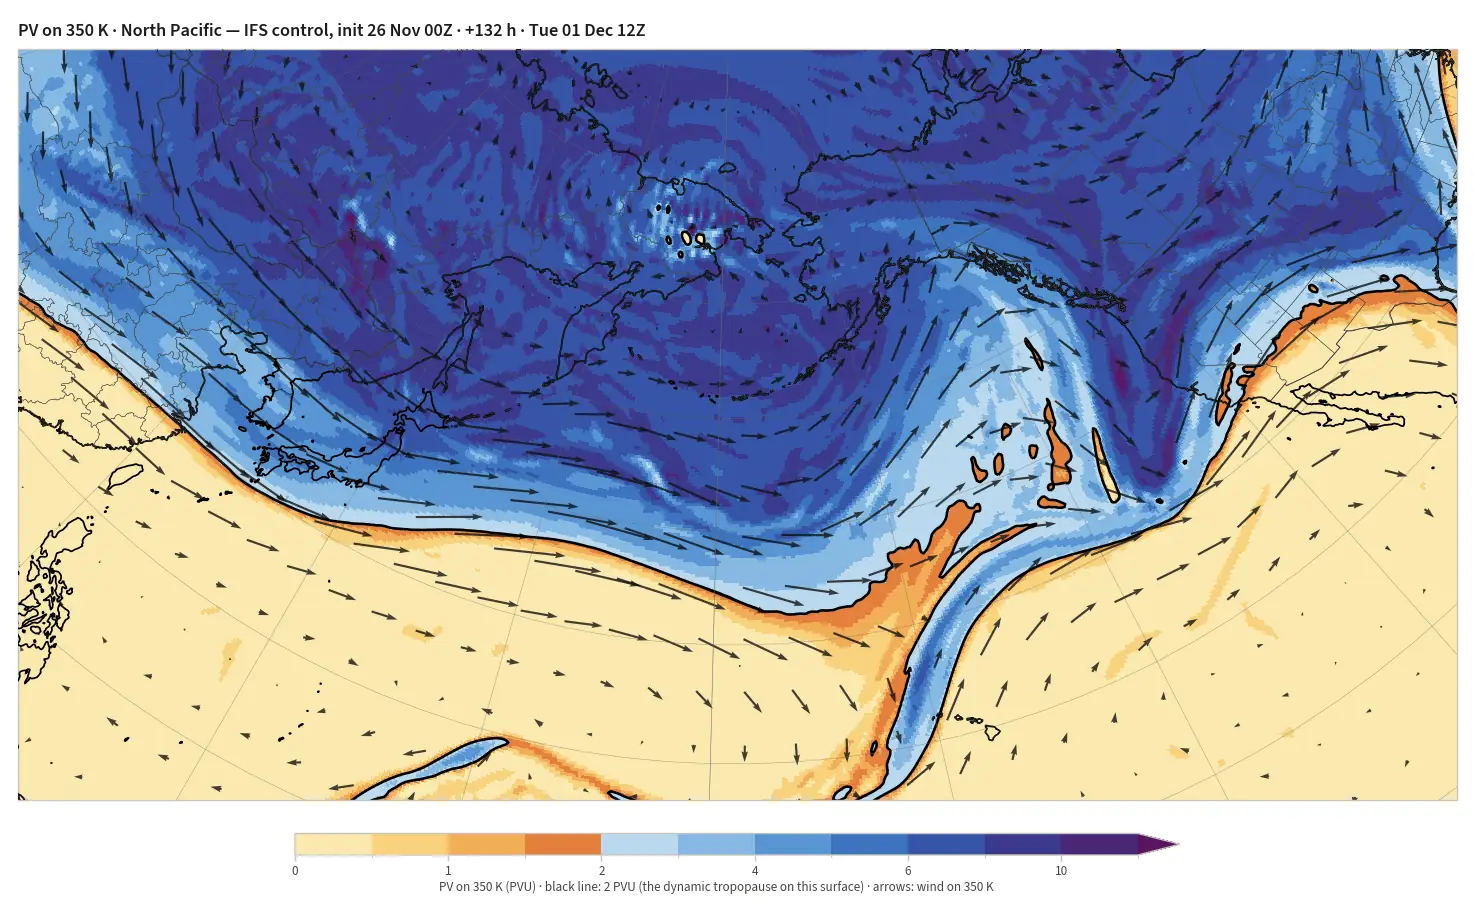 PV on 350 K · North Pacific — IFS control, init 26 Nov 00Z · +132 h · Tue 01 Dec 12Z
0 1 2 4 6 10
PV on 350 K (PVU) · black line: 2 PVU (the dynamic tropopause on this surface) · arrows: wind on 350 K